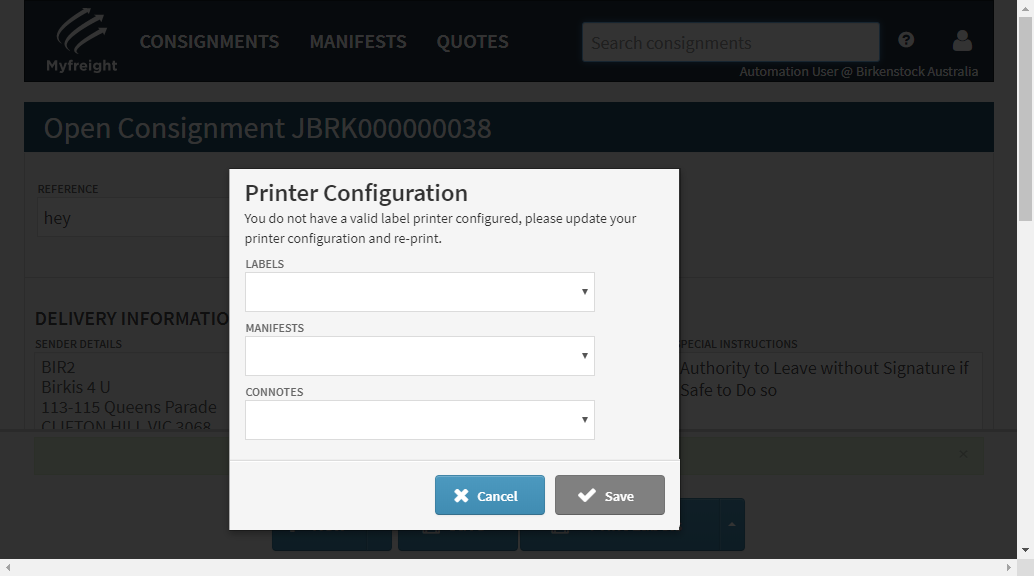 Myfreight
CONSIGNMENTS
MANIFESTS
QUOTES
Search consignments
Automation User @ Birkenstock Australia
Open Consignment JBRK000000038
REFERENCE
hey
Printer Configuration
You do not have a valid label printer configured, please update your
printer configuration and re-print.
LABELS
MANIFESTS
CONNOTES
Cancel
Save
DELIVERY INFORMATIO
SENDER DETAILS
BIR2
Birkis 4 U
113-115 Queens Parade
CLIFTON HILL VIC 3068
PECIAL INSTRUCTIONS
Authority to Leave without Signature if
Safe to Do so